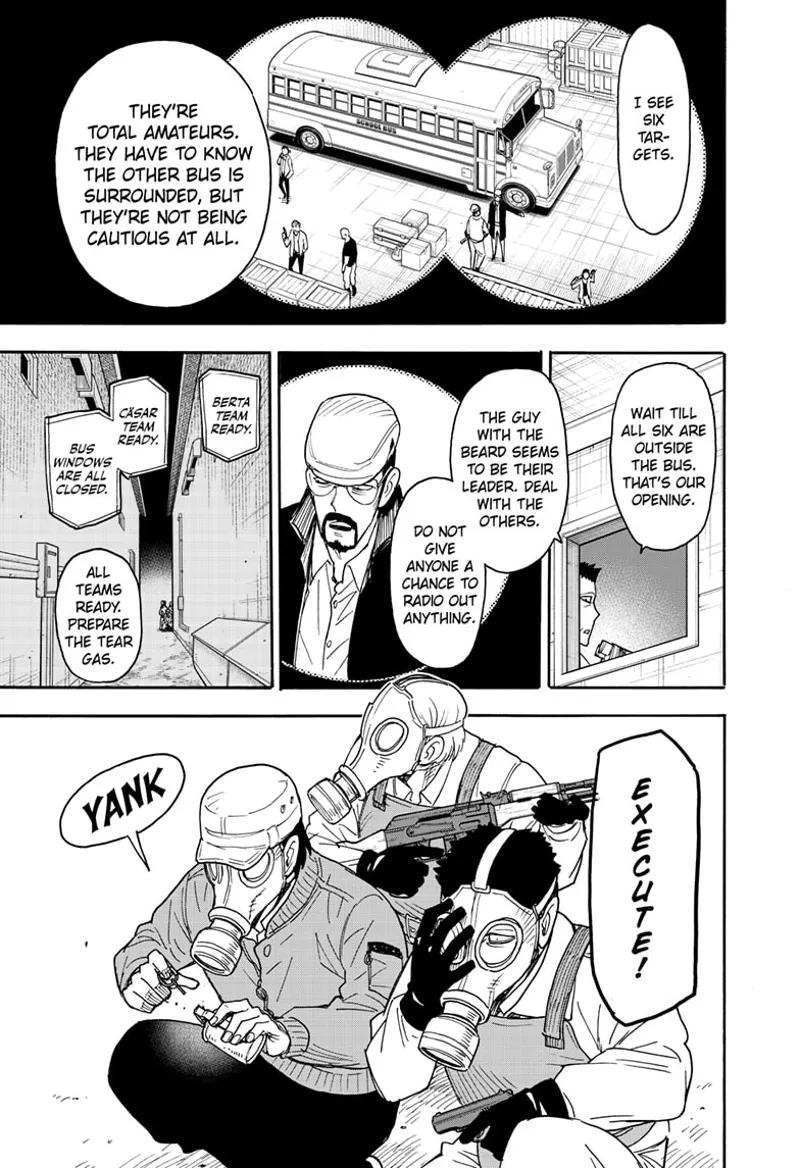 I SEE
SIX
TAR-
GETS.
SCHOOL BUS
THEY'RE
TOTAL AMATEURS.
THEY HAVE TO KNOW
THE OTHER BUS IS
SURROUNDED, BUT
THEY'RE NOT BEING
CAUTIOUS AT ALL.
WAIT TILL
ALL SIX ARE
OUTSIDE
THE BUS.
THAT'S OUR
OPENING.
THE GUY
WITH THE
BEARD SEEMS
TO BE THEIR
LEADER. DEAL
WITH THE
OTHERS.
DO NOT
GIVE
ANYONE A
CHANCE TO
RADIO OUT
ANYTHING.
BERTA
TEAM
READY.
CÄSAR
TEAM
READY.
BUS
WINDOWS
ARE ALL
CLOSED.
ALL
TEAMS
READY.
PREPARE
THE TEAR
GAS.
EXECUTE!
YANK